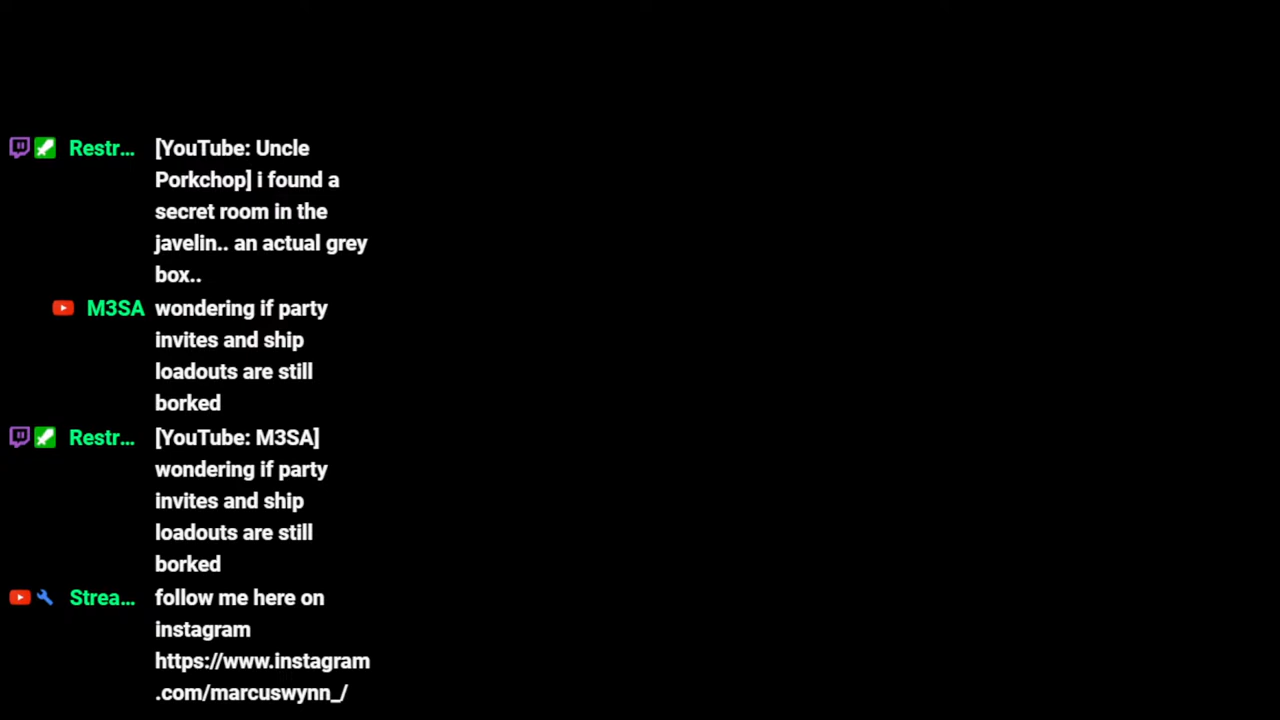 Restr... [YouTube: Uncle
Porkchop] i found a
secret room in the
javelin.. an actual grey
box..
M3SA wondering if party
invites and ship
loadouts are still
borked
Restr... [YouTube: M3SA]
wondering if party
invites and ship
loadouts are still
borked
Strea... follow me here on
instagram
https://www.instagram
.com/marcuswynn_/